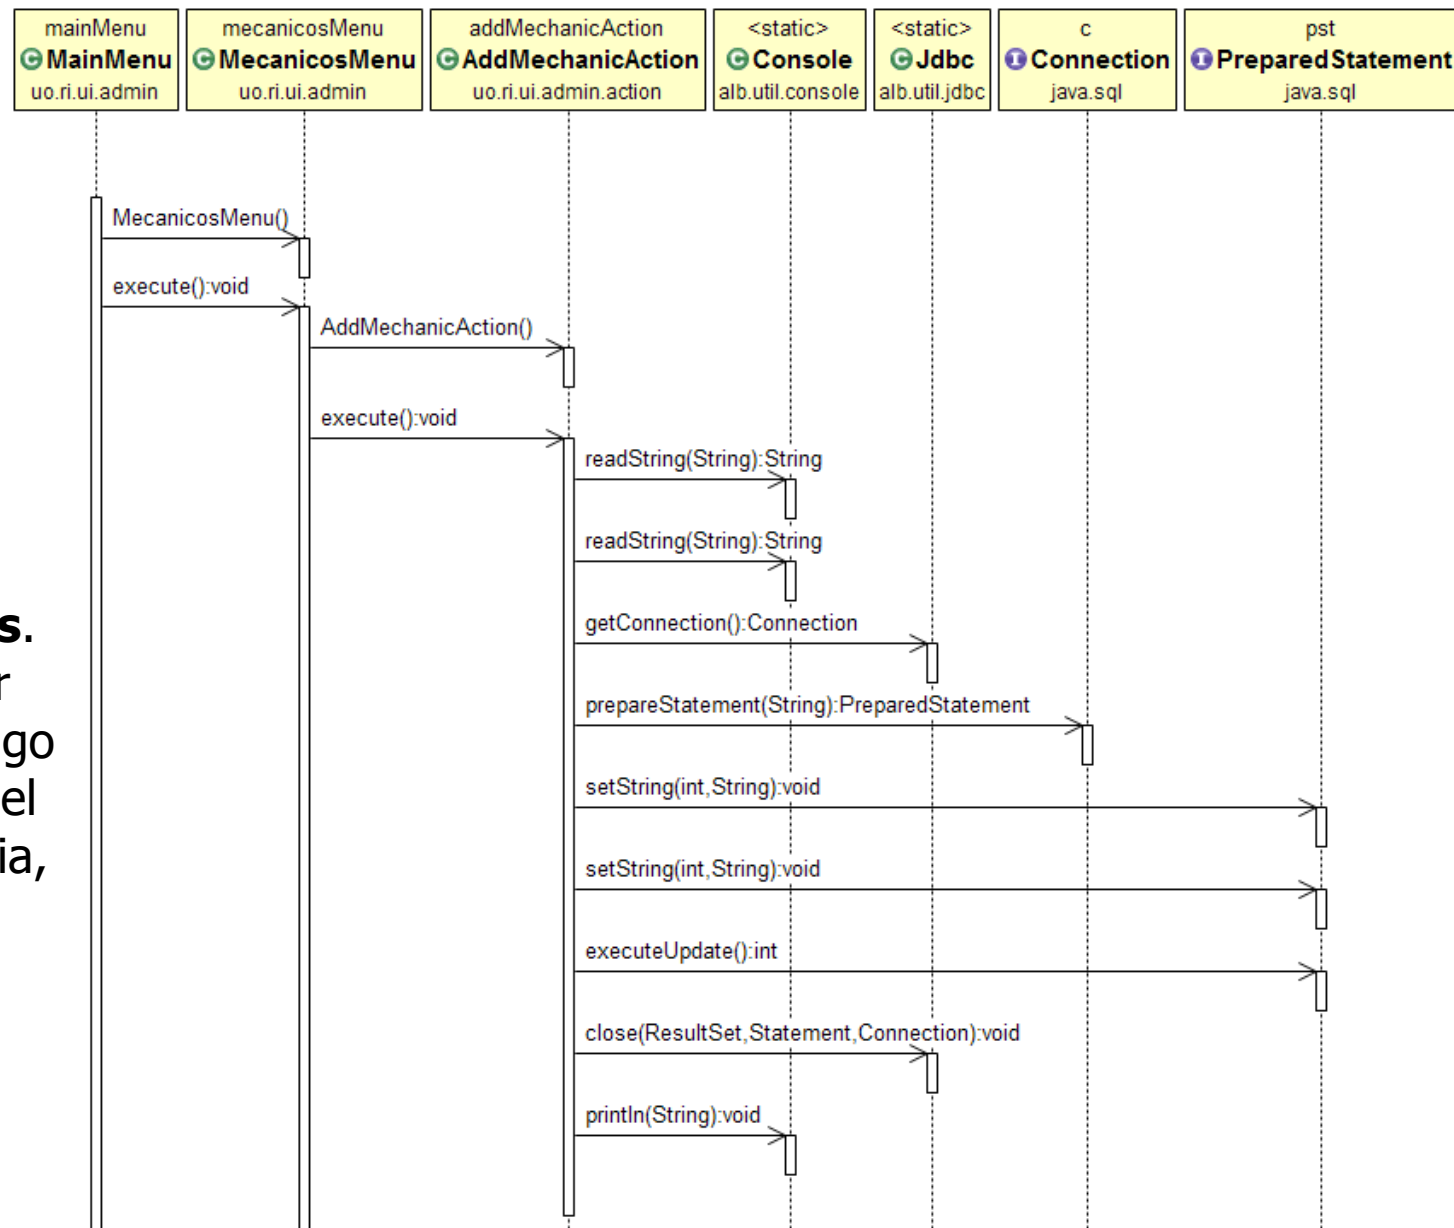 mainMenu
MainMenu
uo.ri.ui.admin
mecanicosMenu
MecanicosMenu
uo.ri.ui.admin
addMechanicAction
AddMechanicAction
uo.ri.ui.admin.action
<static>
Console
alb.util.console
<static>
Jdbc
alb.util.jdbc
c
Connection
java.sql
pst
PreparedStatement
java.sql
MecanicosMenu()
execute():void
AddMechanicAction()
execute():void
readString(String):String
readString(String):String
getConnection():Connection
prepareStatement(String):PreparedStatement
setString(int,String):void
setString(int,String):void
executeUpdate():int
close(ResultSet,Statement,Connection):void
println(String):void
s.
r
go
el
ia,